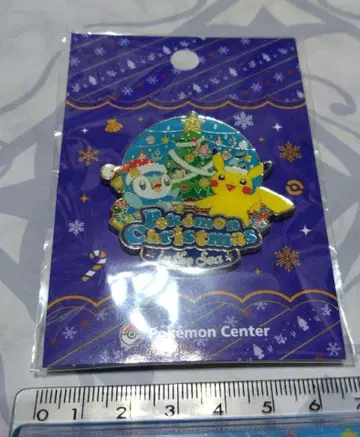 Pokémon
Christmas
in the Sea
Pokémon Center
0 1 2 3 4 5 6 7